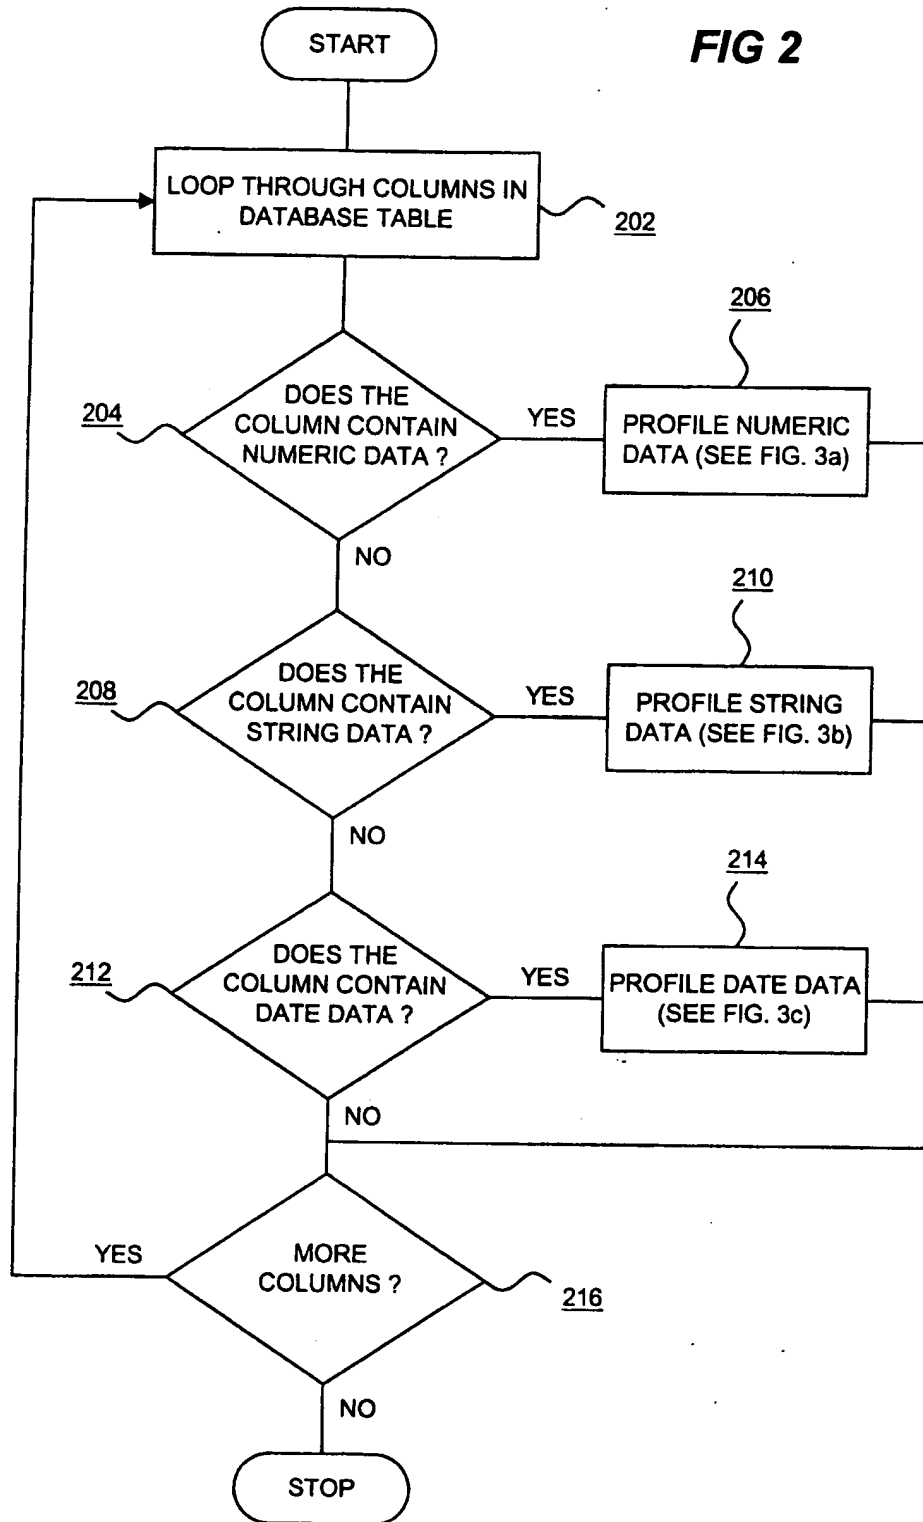 START
FIG 2
LOOP THROUGH COLUMNS IN
DATABASE TABLE
202
206
204
DOES THE
COLUMN CONTAIN
NUMERIC DATA ?
YES
PROFILE NUMERIC
DATA (SEE FIG. 3a)
NO
210
208
DOES THE
COLUMN CONTAIN
STRING DATA ?
YES
PROFILE STRING
DATA (SEE FIG. 3b)
NO
214
212
DOES THE
COLUMN CONTAIN
DATE DATA ?
YES
PROFILE DATE DATA
(SEE FIG. 3c)
NO
YES
MORE
COLUMNS ?
216
NO
STOP